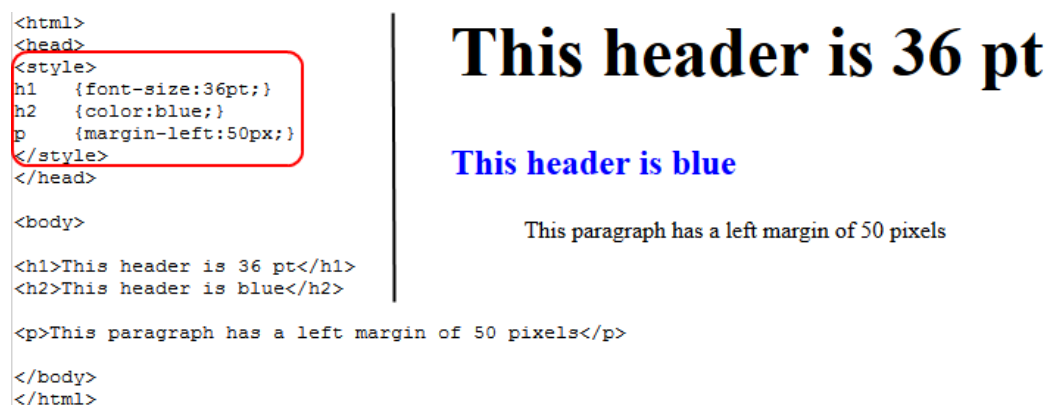 <html>
<head>
<style>
h1   {font-size:36pt;}
h2   {color:blue;}
p    {margin-left:50px;}
</style>
</head>

<body>

<h1>This header is 36 pt</h1>
<h2>This header is blue</h2>

<p>This paragraph has a left margin of 50 pixels</p>

</body>
</html>

This header is 36 pt
This header is blue
This paragraph has a left margin of 50 pixels